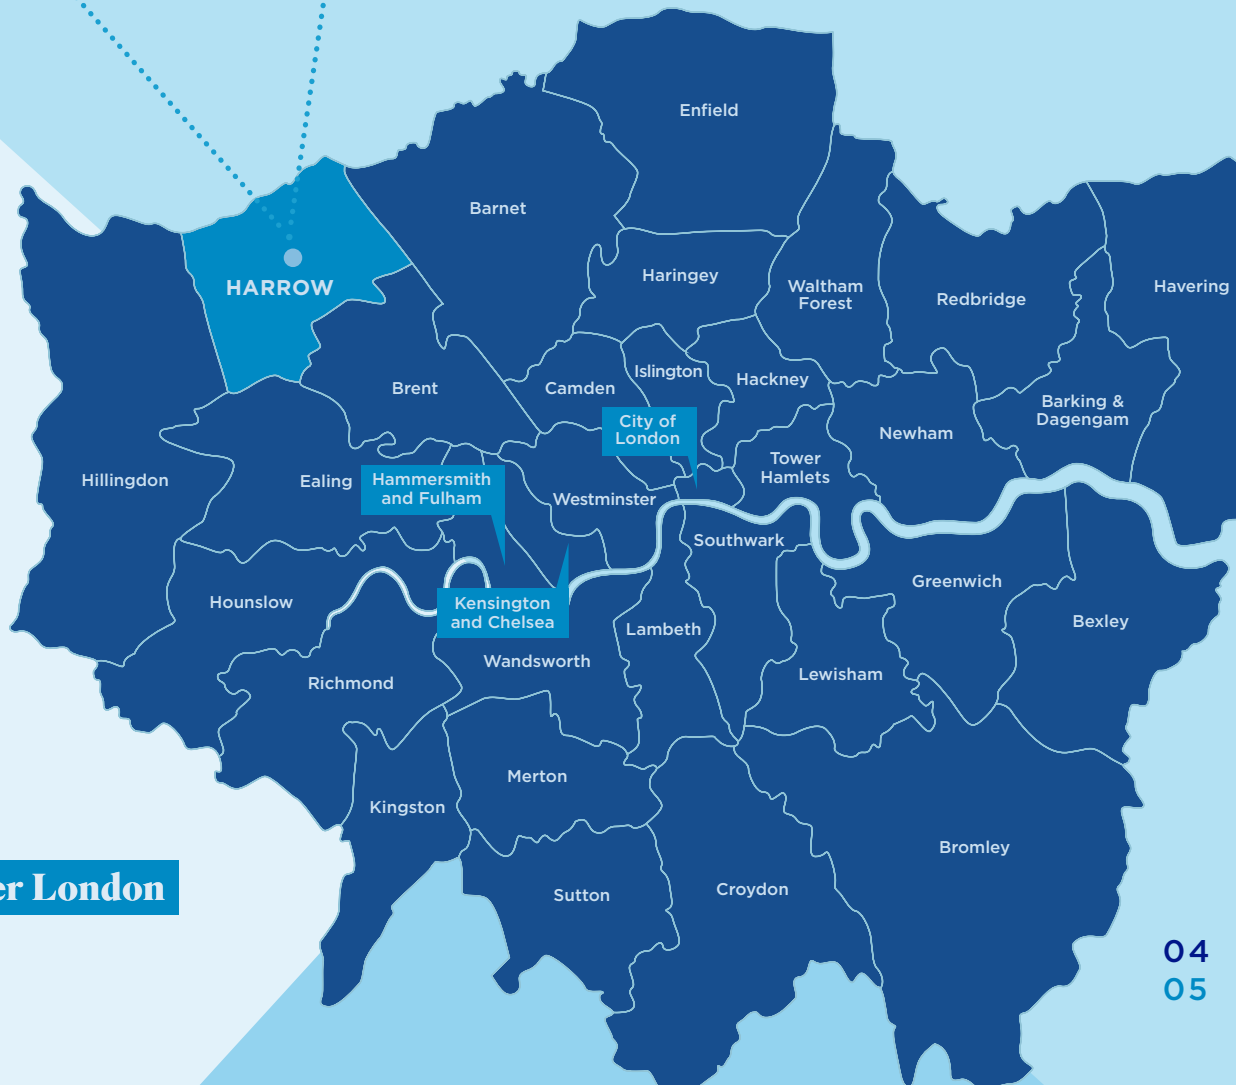 Enfield
Barnet
Haringey
HARROW
Waltham
Forest
Redbridge
Havering
Islington
Hackney
Brent
Camden
Barking &
Dagengam
City of
London
Newham
Tower
Hamlets
Hillingdon
Ealing
Hammersmith
and Fulham
Westminster
Southwark
Greenwich
Hounslow
Kensington
and Chelsea
Lambeth
Bexley
Wandsworth
Richmond
Lewisham
Merton
Kingston
Bromley
er London
Sutton
Croydon
04
05